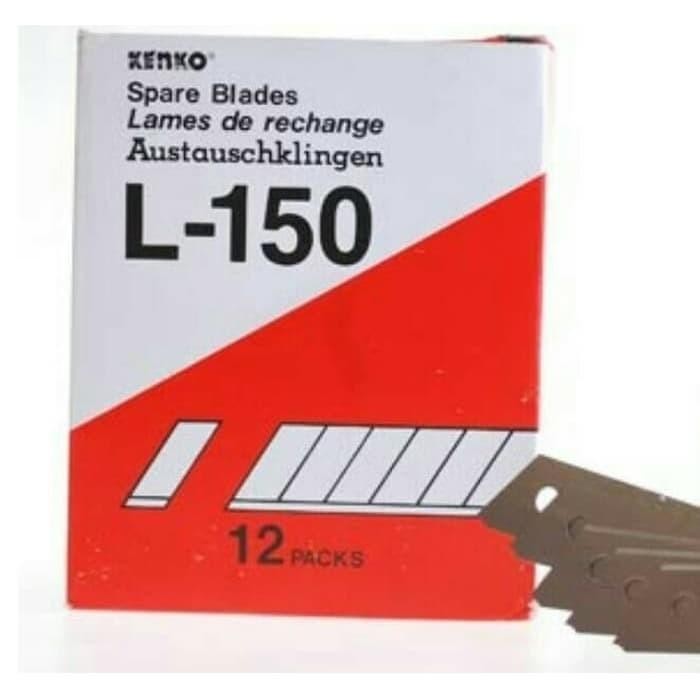 KENKO®
Spare Blades
Lames de rechange
Austauschklingen
L-150
12 PACKS